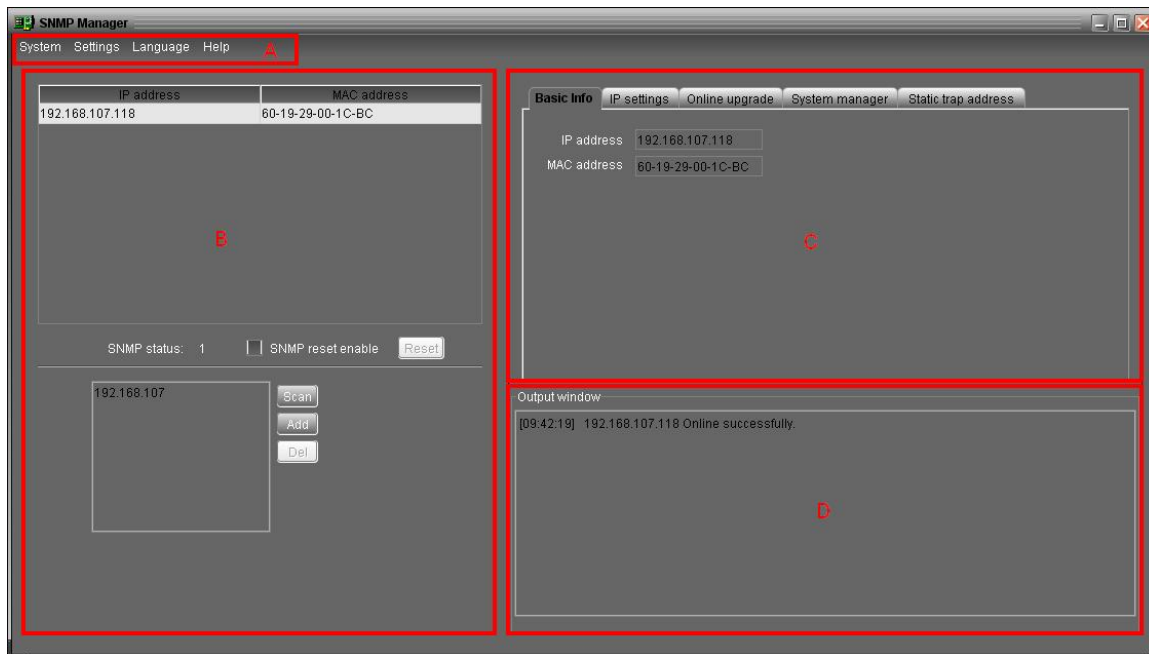 SNMP Manager
System Settings Language Help A
IP address MAC address
192.168.107.118 60-19-29-00-1C-BC
B
SNMP status: 1 SNMP reset enable Reset
192.168.107
Scan
Add
Del
Basic Info IP settings Online upgrade System manager Static trap address
IP address 192.168.107.118
MAC address 60-19-29-00-1C-BC
C
Output window
[09:42:19] 192.168.107.118 Online successfully.
D